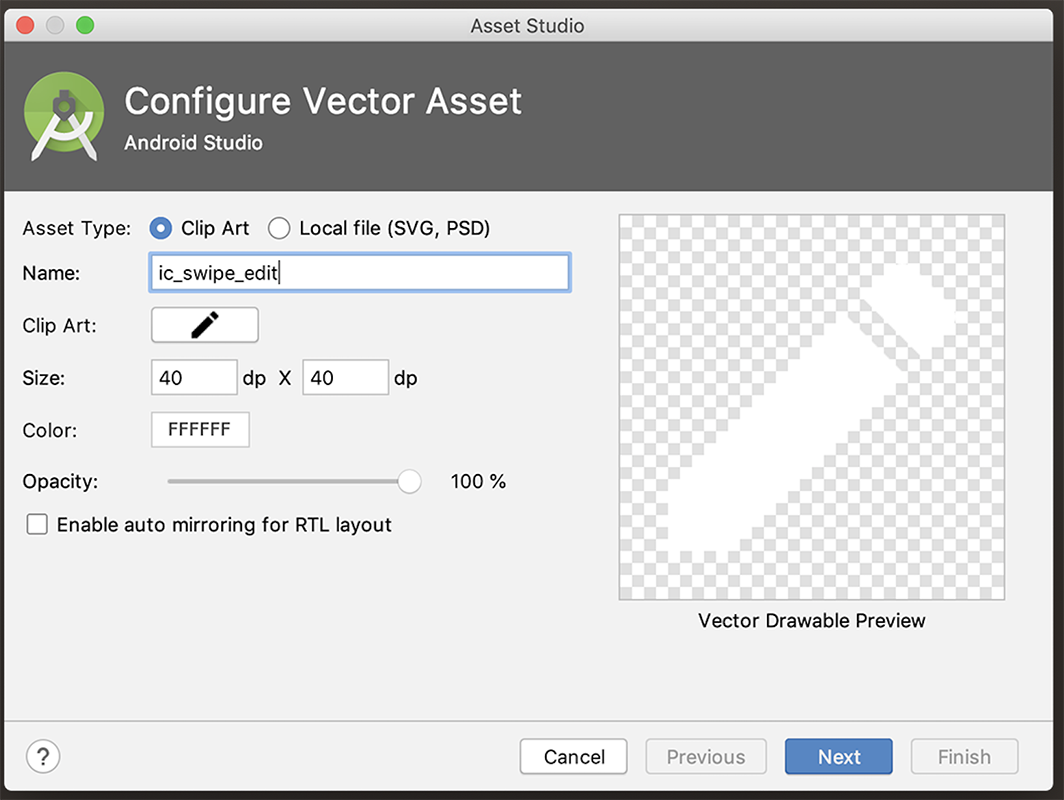 Asset Studio
Configure Vector Asset
Android Studio
Asset Type: Clip Art Local file (SVG, PSD)
Name: ic_swipe_edit
Clip Art:
Size: 40 dp X 40 dp
Color: FFFFFF
Opacity: 100 %
Enable auto mirroring for RTL layout
Vector Drawable Preview
? Cancel Previous Next Finish